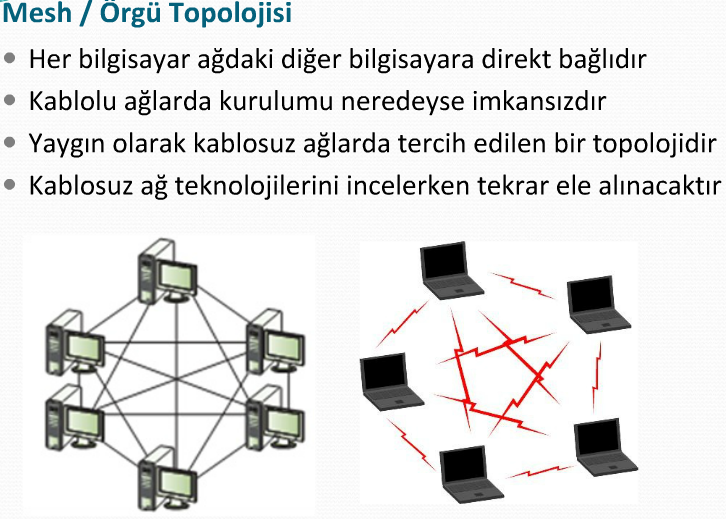 Mesh / Örgü Topolojisi
Her bilgisayar ağdaki diğer bilgisayara direkt bağlıdır
Kablolu ağlarda kurulumu neredeyse imkansızdır
Yaygın olarak kablosuz ağlarda tercih edilen bir topolojidir
Kablosuz ağ teknolojilerini incelerken tekrar ele alınacaktır